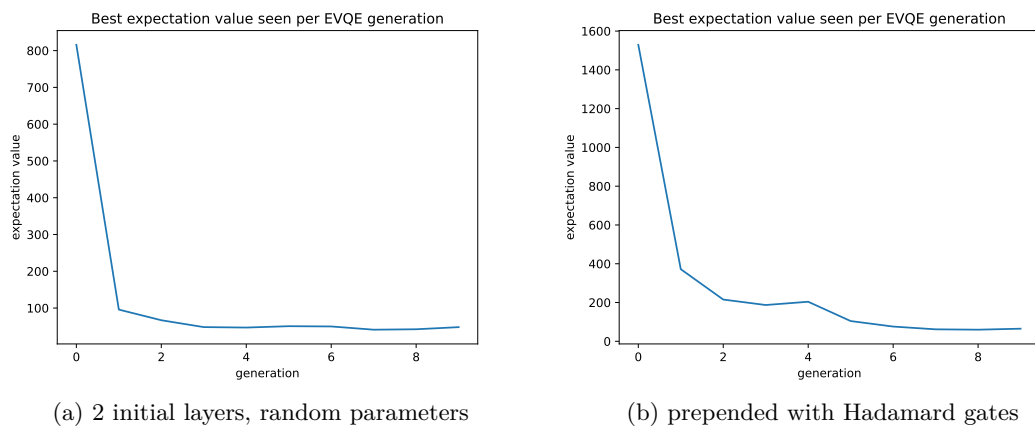 Best expectation value seen per EVQE generation
expectation value
800
700
600
500
400
300
200
100
0 2 4 6 8
generation
(a) 2 initial layers, random parameters
Best expectation value seen per EVQE generation
expectation value
1600
1400
1200
1000
800
600
400
200
0
0 2 4 6 8
generation
(b) prepended with Hadamard gates